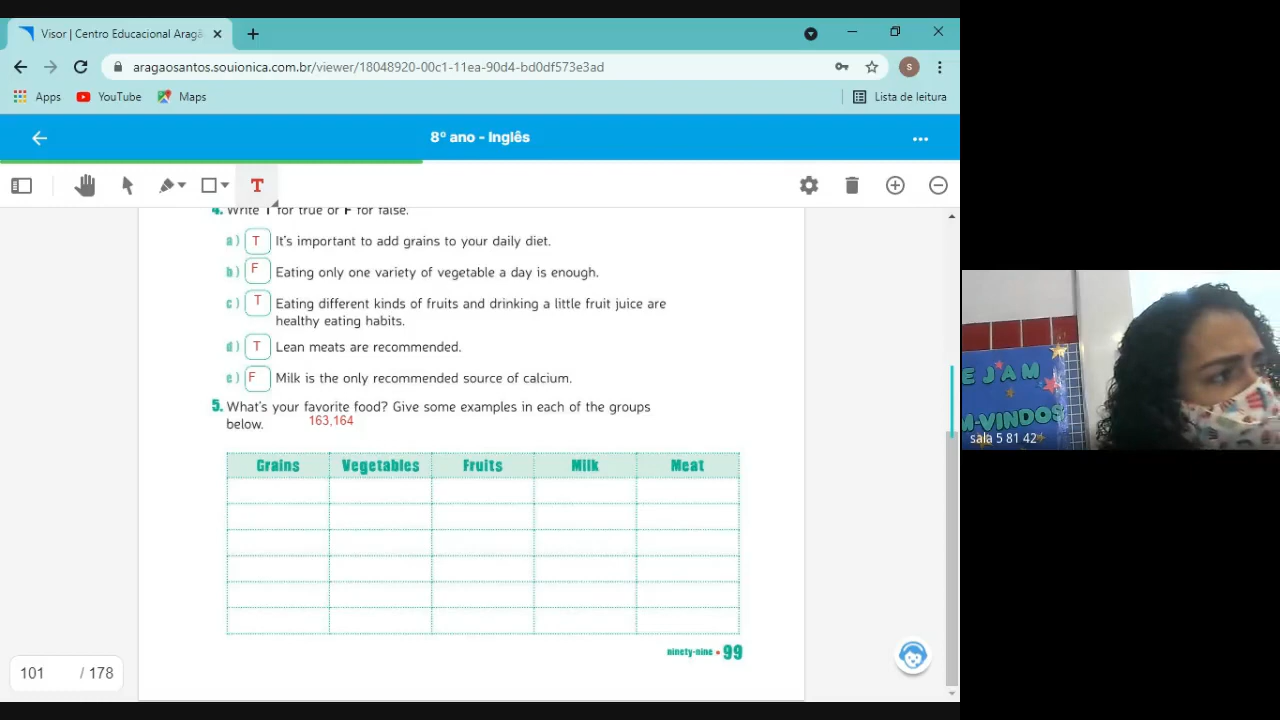 Visor | Centro Educacional Aragã
aragaosantos.souionica.com.br/viewer/18048920-00c1-11ea-90d4-bd0df573e3ad
S
Apps YouTube Maps Lista de leitura
8º ano - Inglês
T
4. Write T for true or F for false.
a) T It's important to add grains to your daily diet.
b) F Eating only one variety of vegetable a day is enough.
c) T Eating different kinds of fruits and drinking a little fruit juice are
healthy eating habits.
d) T Lean meats are recommended.
e) F Milk is the only recommended source of calcium.
5. What's your favorite food? Give some examples in each of the groups
below. 163,164
Grains Vegetables Fruits Milk Meat
ninety-nine • 99
101 / 178
EJAM
M-VINDOS
sala 5 81 42